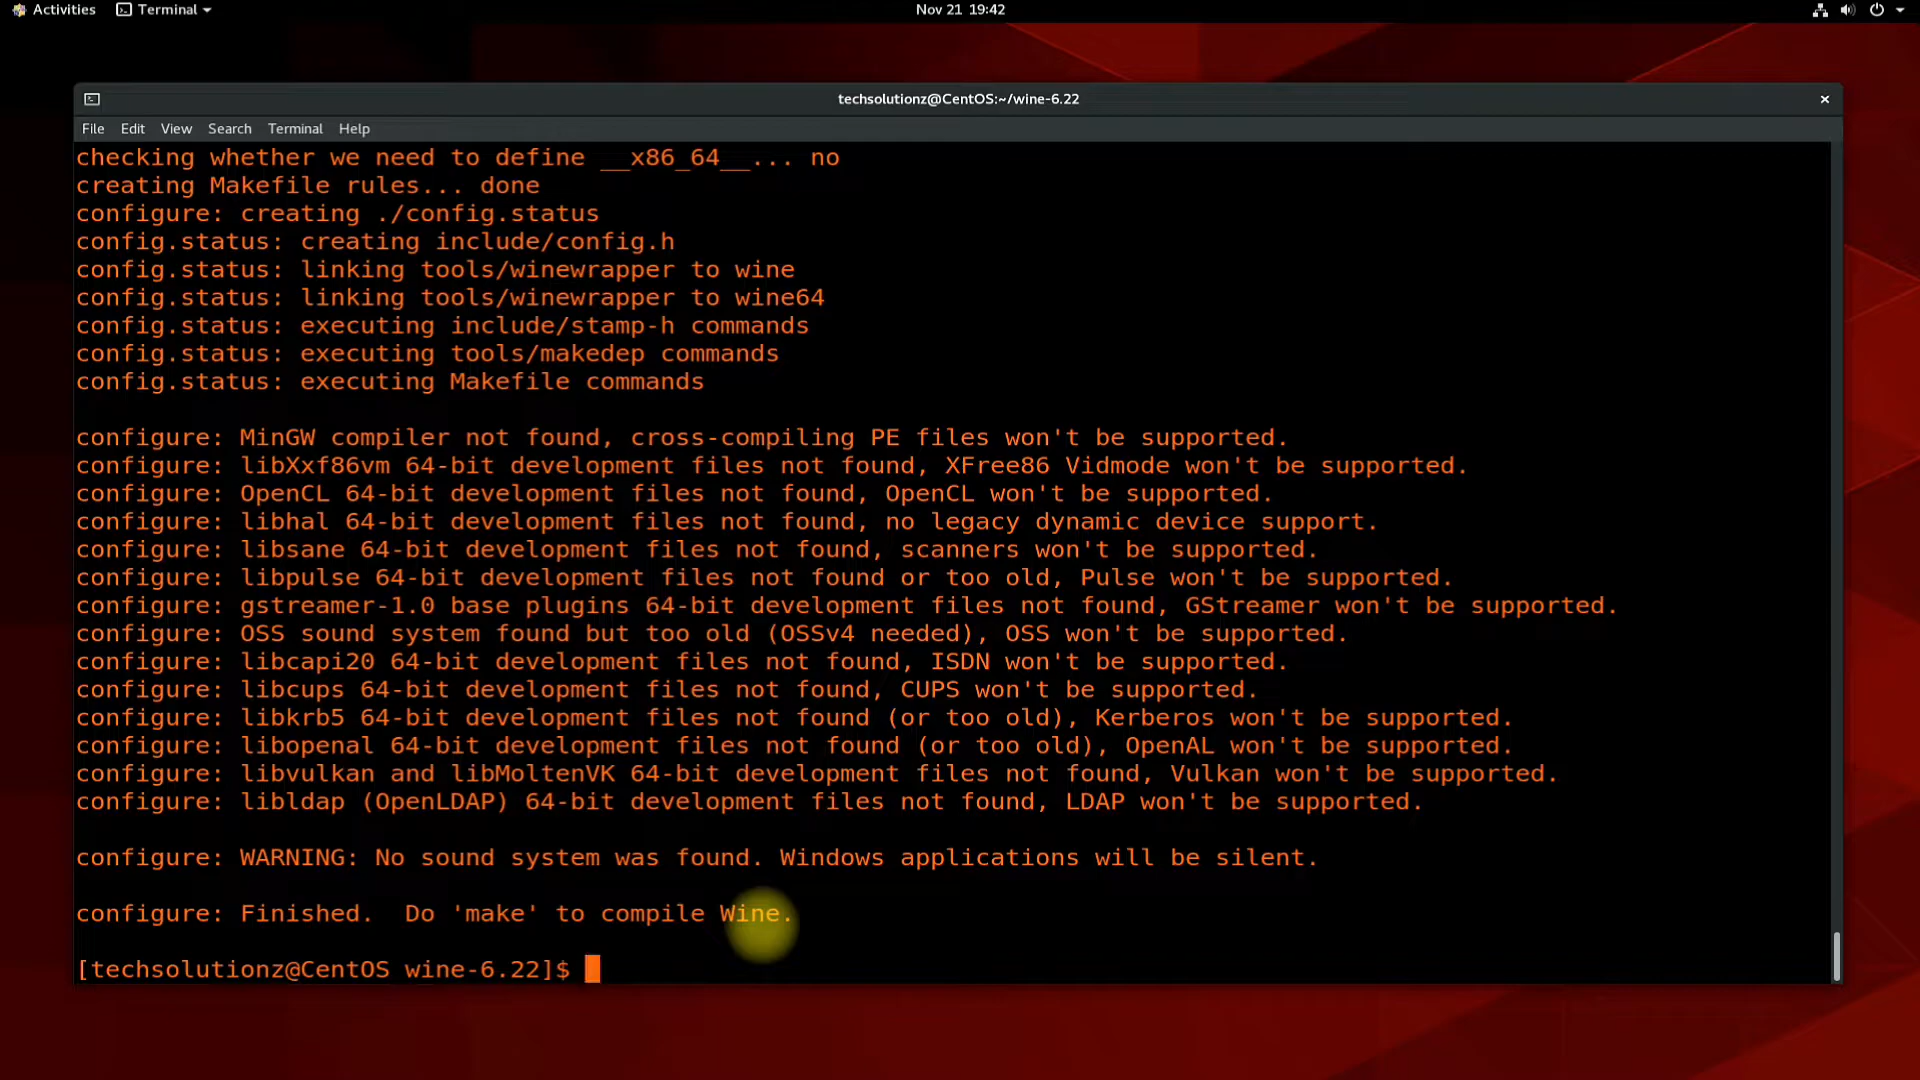 Activities Terminal Nov 21 19:42
techsolutionz@CentOS:~/wine-6.22 ×
File Edit View Search Terminal Help
checking whether we need to define __x86_64__... no
creating Makefile rules... done
configure: creating ./config.status
config.status: creating include/config.h
config.status: linking tools/winewrapper to wine
config.status: linking tools/winewrapper to wine64
config.status: executing include/stamp-h commands
config.status: executing tools/makedep commands
config.status: executing Makefile commands
configure: MinGW compiler not found, cross-compiling PE files won't be supported.
configure: libXxf86vm 64-bit development files not found, XFree86 Vidmode won't be supported.
configure: OpenCL 64-bit development files not found, OpenCL won't be supported.
configure: libhal 64-bit development files not found, no legacy dynamic device support.
configure: libsane 64-bit development files not found, scanners won't be supported.
configure: libpulse 64-bit development files not found or too old, Pulse won't be supported.
configure: gstreamer-1.0 base plugins 64-bit development files not found, GStreamer won't be supported.
configure: OSS sound system found but too old (OSSv4 needed), OSS won't be supported.
configure: libcapi20 64-bit development files not found, ISDN won't be supported.
configure: libcups 64-bit development files not found, CUPS won't be supported.
configure: libkrb5 64-bit development files not found (or too old), Kerberos won't be supported.
configure: libopenal 64-bit development files not found (or too old), OpenAL won't be supported.
configure: libvulkan and libMoltenVK 64-bit development files not found, Vulkan won't be supported.
configure: libldap (OpenLDAP) 64-bit development files not found, LDAP won't be supported.
configure: WARNING: No sound system was found. Windows applications will be silent.
configure: Finished.  Do 'make' to compile Wine.
[techsolutionz@CentOS wine-6.22]$